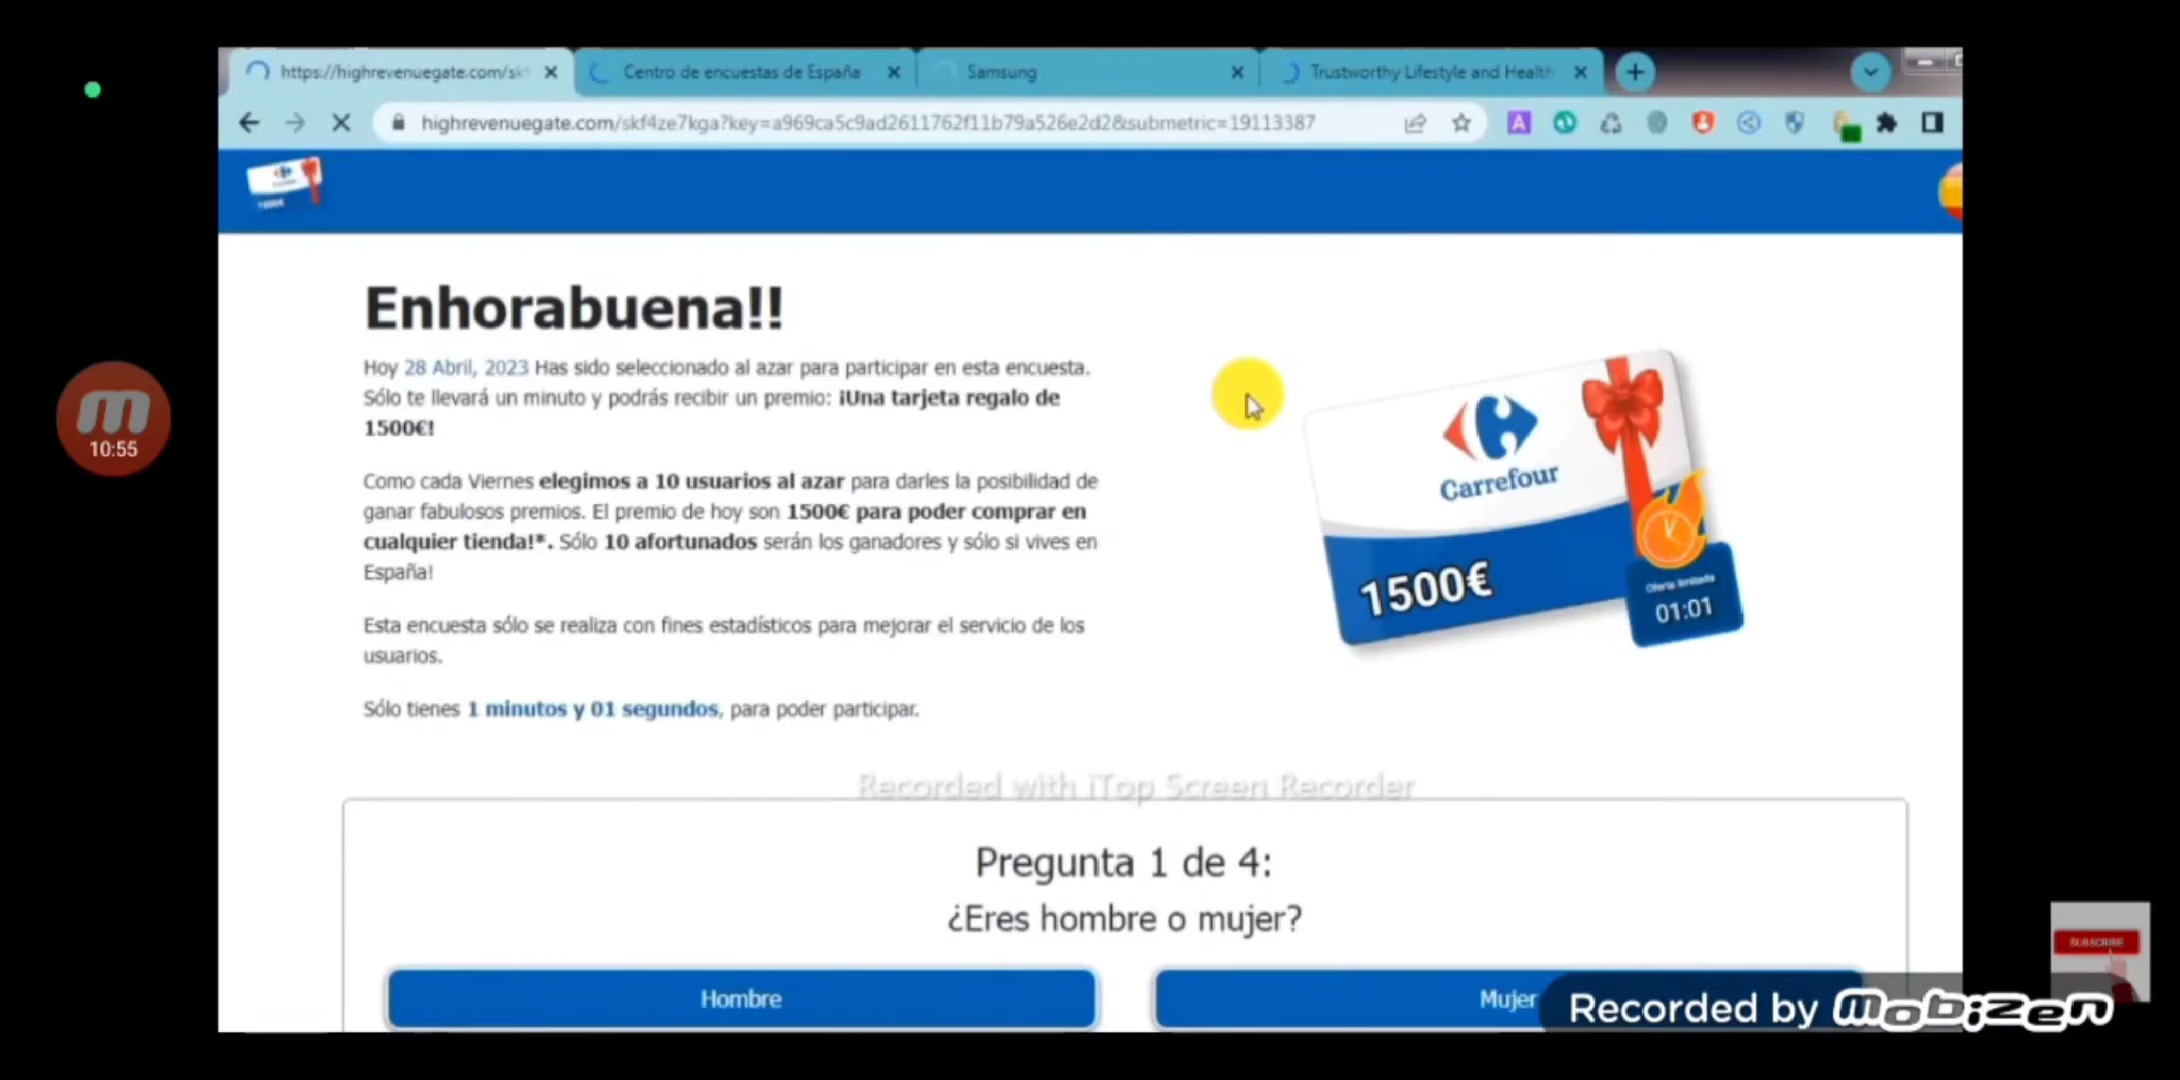 https://highrevenuegate.com/sk
Centro de encuestas de España
Samsung
Trustworthy Lifestyle and Health
highrevenuegate.com/skf4ze7kga?key=a969ca5c9ad2611762f11b79a526e2d2&submetric=19113387
1500€
Enhorabuena!!
Hoy 28 Abril, 2023 Has sido seleccionado al azar para participar en esta encuesta.
Sólo te llevará un minuto y podrás recibir un premio: ¡Una tarjeta regalo de
1500€!
Como cada Viernes elegimos a 10 usuarios al azar para darles la posibilidad de
ganar fabulosos premios. El premio de hoy son 1500€ para poder comprar en
cualquier tienda!*. Sólo 10 afortunados serán los ganadores y sólo si vives en
España!
Esta encuesta sólo se realiza con fines estadísticos para mejorar el servicio de los
usuarios.
Sólo tienes 1 minutos y 01 segundos, para poder participar.
Carrefour
1500€
Oferta limitada
01:01
10:55
Recorded with iTop Screen Recorder
Pregunta 1 de 4:
¿Eres hombre o mujer?
Hombre
Mujer
SUBSCRIBE
Recorded by Mobizen